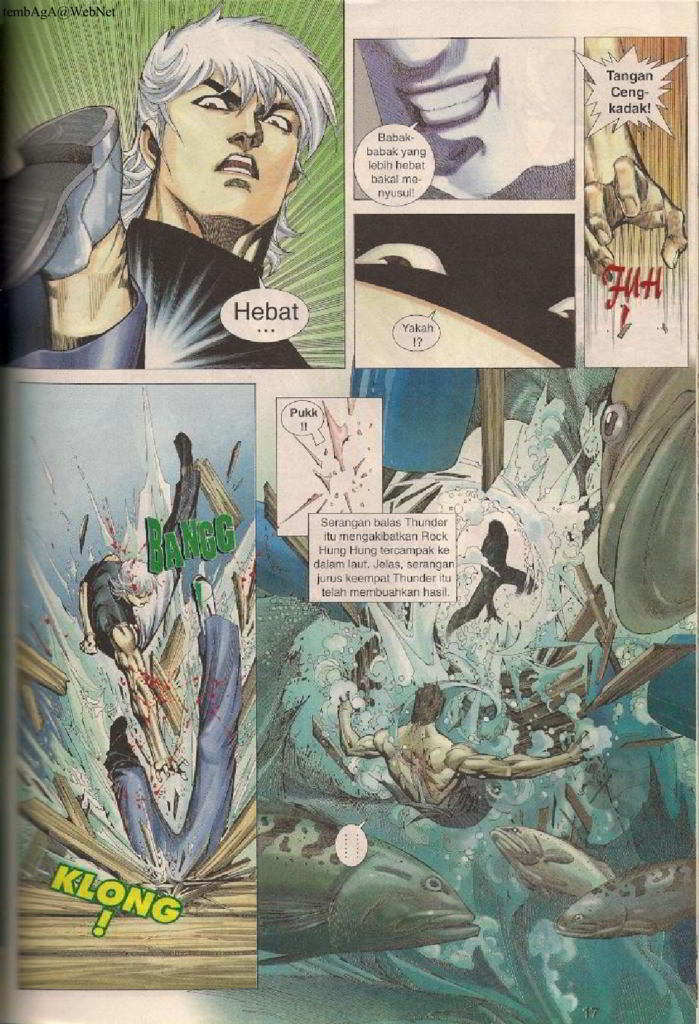 tembAgA@WebNet
Hebat
...
Babak-
babak yang
lebih hebat
bakal me-
nyusul!
Yakah
!?
Tangan
Ceng-
kadak!
FUH
!
BANGG
KLONG
!
Pukk
!!
Serangan balas Thunder
itu mengakibatkan Rock
Hung Hung tercampak ke
dalam laut. Jelas, serangan
jurus keempat Thunder itu
telah membuahkan hasil.
......
17